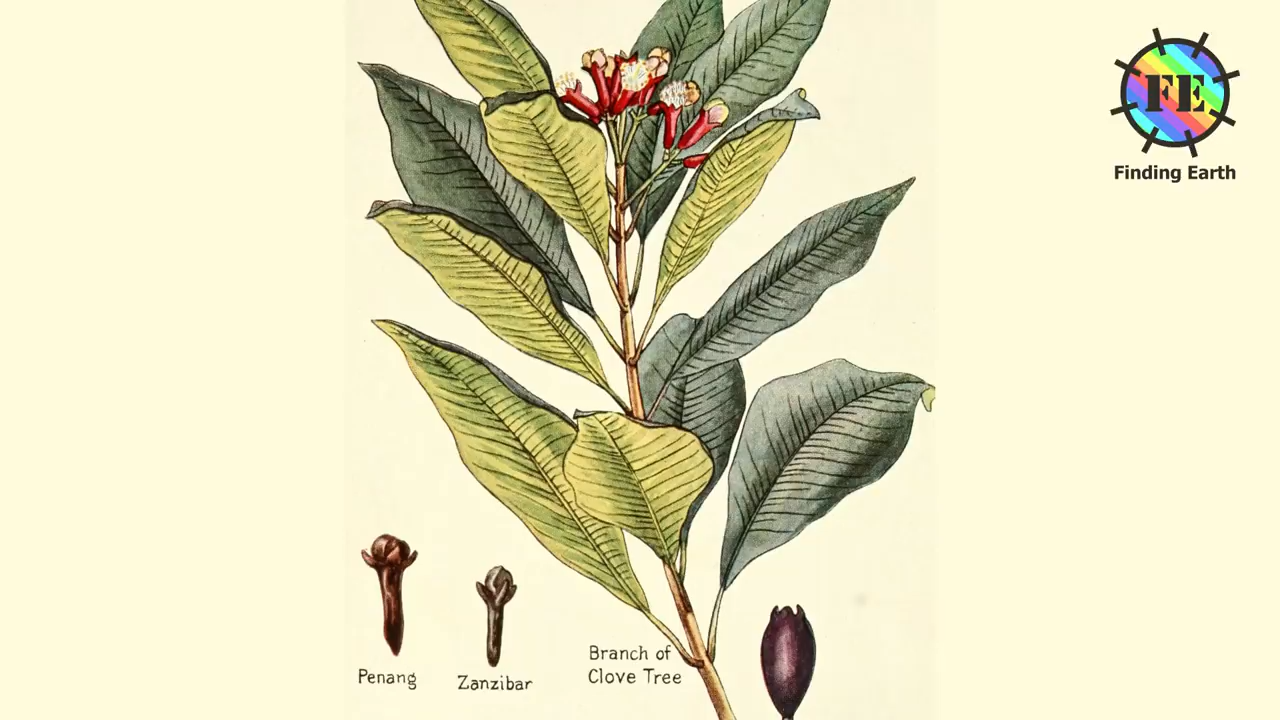 FE
Finding Earth
Penang
Zanzibar
Branch of
Clove Tree